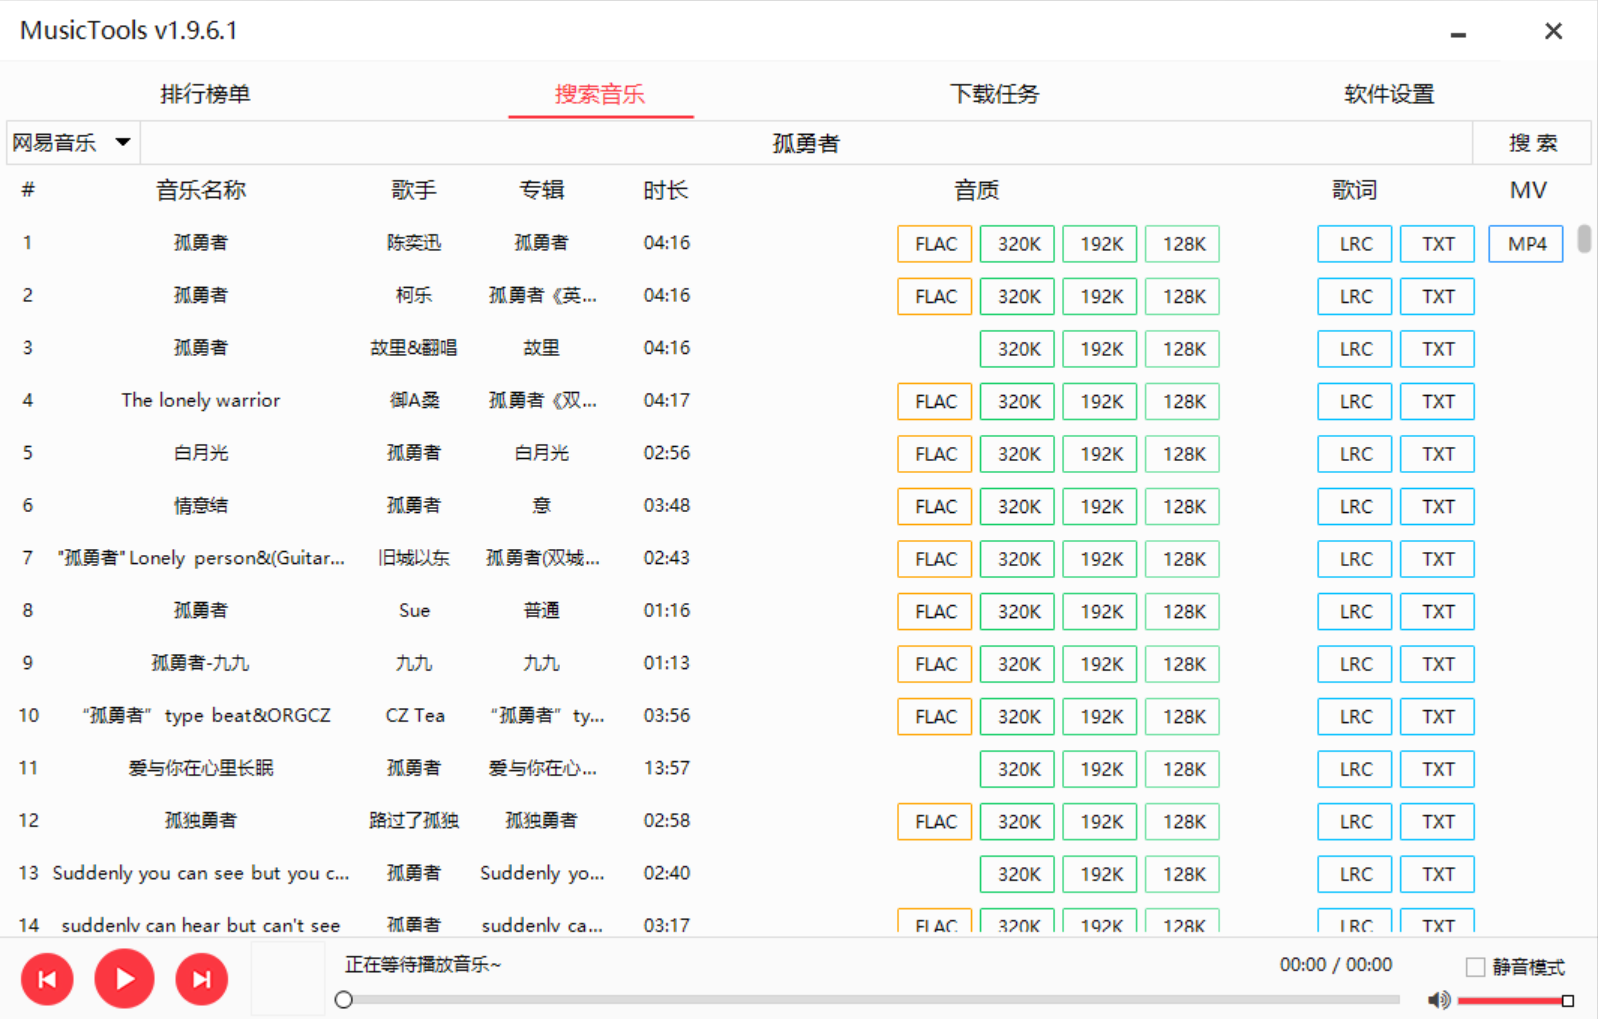 MusicTools v1.9.6.1
排行榜单 搜索音乐 下载任务 软件设置
网易音乐 孤勇者 搜 索
# 音乐名称 歌手 专辑 时长 音质 歌词 MV
1 孤勇者 陈奕迅 孤勇者 04:16 FLAC 320K 192K 128K LRC TXT MP4
2 孤勇者 柯乐 孤勇者《英... 04:16 FLAC 320K 192K 128K LRC TXT
3 孤勇者 故里&翻唱 故里 04:16 320K 192K 128K LRC TXT
4 The lonely warrior 御A桑 孤勇者《双... 04:17 FLAC 320K 192K 128K LRC TXT
5 白月光 孤勇者 白月光 02:56 FLAC 320K 192K 128K LRC TXT
6 情意结 孤勇者 意 03:48 FLAC 320K 192K 128K LRC TXT
7 "孤勇者"Lonely person&(Guitar... 旧城以东 孤勇者(双城... 02:43 FLAC 320K 192K 128K LRC TXT
8 孤勇者 Sue 普通 01:16 FLAC 320K 192K 128K LRC TXT
9 孤勇者-九九 九九 九九 01:13 FLAC 320K 192K 128K LRC TXT
10 “孤勇者” type beat&ORGCZ CZ Tea “孤勇者” ty... 03:56 FLAC 320K 192K 128K LRC TXT
11 爱与你在心里长眠 孤勇者 爱与你在心... 13:57 320K 192K 128K LRC TXT
12 孤独勇者 路过了孤独 孤独勇者 02:58 FLAC 320K 192K 128K LRC TXT
13 Suddenly you can see but you c... 孤勇者 Suddenly yo... 02:40 320K 192K 128K LRC TXT
14 suddenly can hear but can't see 孤勇者 suddenly ca... 03:17 FLAC 320K 192K 128K LRC TXT
正在等待播放音乐~ 00:00 / 00:00 静音模式